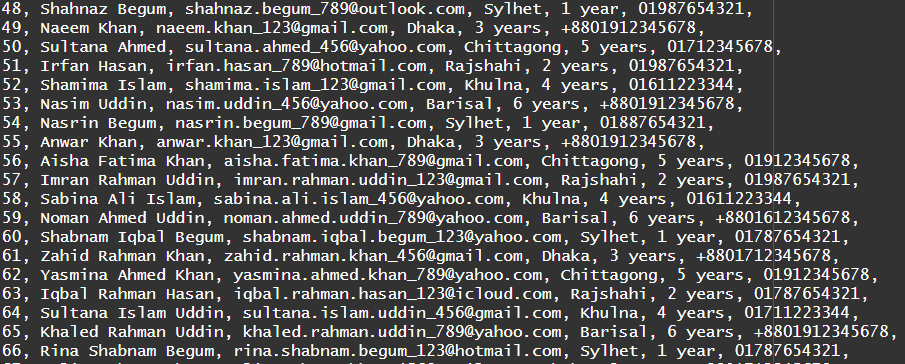 48, Shahnaz Begum, shahnaz.begum_789@outlook.com, Sylhet, 1 year, 01987654321,
49, Naeem Khan, naeem.khan_123@gmail.com, Dhaka, 3 years, +8801912345678,
50, Sultana Ahmed, sultana.ahmed_456@yahoo.com, Chittagong, 5 years, 01712345678,
51, Irfan Hasan, irfan.hasan_789@hotmail.com, Rajshahi, 2 years, 01987654321,
52, Shamima Islam, shamima.islam_123@gmail.com, Khulna, 4 years, 01611223344,
53, Nasim Uddin, nasim.uddin_456@yahoo.com, Barisal, 6 years, +8801912345678,
54, Nasrin Begum, nasrin.begum_789@gmail.com, Sylhet, 1 year, 01887654321,
55, Anwar Khan, anwar.khan_123@gmail.com, Dhaka, 3 years, +8801912345678,
56, Aisha Fatima Khan, aisha.fatima.khan_789@gmail.com, Chittagong, 5 years, 01912345678,
57, Imran Rahman Uddin, imran.rahman.uddin_123@gmail.com, Rajshahi, 2 years, 01987654321,
58, Sabina Ali Islam, sabina.ali.islam_456@yahoo.com, Khulna, 4 years, 01611223344,
59, Noman Ahmed Uddin, noman.ahmed.uddin_789@yahoo.com, Barisal, 6 years, +8801612345678,
60, Shabnam Iqbal Begum, shabnam.iqbal.begum_123@yahoo.com, Sylhet, 1 year, 01787654321,
61, Zahid Rahman Khan, zahid.rahman.khan_456@gmail.com, Dhaka, 3 years, +8801712345678,
62, Yasmina Ahmed Khan, yasmina.ahmed.khan_789@yahoo.com, Chittagong, 5 years, 01912345678,
63, Iqbal Rahman Hasan, iqbal.rahman.hasan_123@icloud.com, Rajshahi, 2 years, 01787654321,
64, Sultana Islam Uddin, sultana.islam.uddin_456@gmail.com, Khulna, 4 years, 01711223344,
65, Khaled Rahman Uddin, khaled.rahman.uddin_789@yahoo.com, Barisal, 6 years, +8801912345678,
66, Rina Shabnam Begum, rina.shabnam.begum_123@hotmail.com, Sylhet, 1 year, 01787654321,